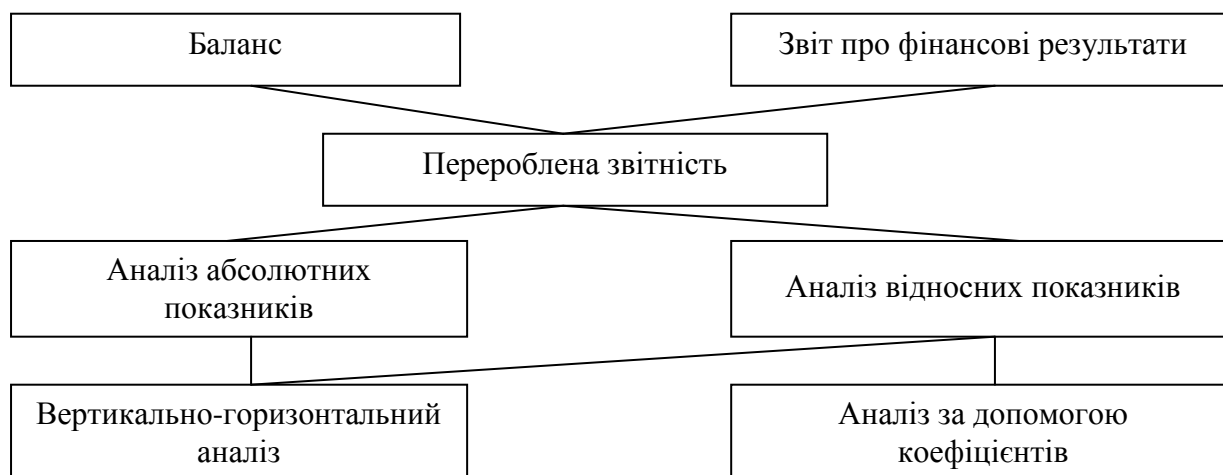 Баланс
Звіт про фінансові результати
Перероблена звітність
Аналіз абсолютних
показників
Аналіз відносних показників
Вертикально-горизонтальний
аналіз
Аналіз за допомогою
коефіцієнтів